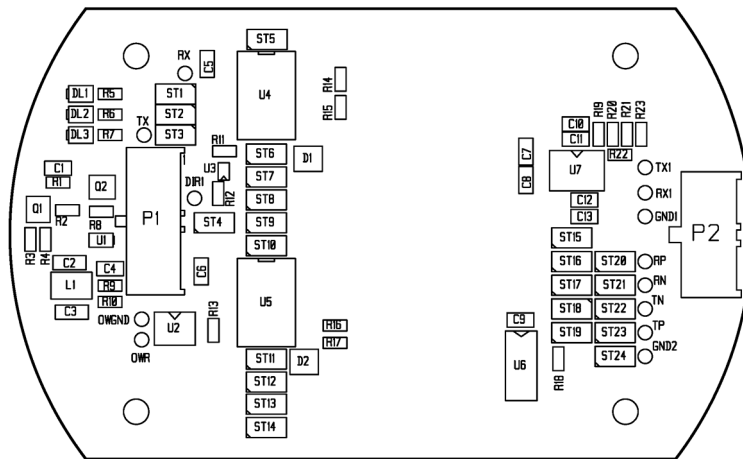 ST5
RX
C5
U4
R14
R15
DL1
R5
ST1
DL2
R6
ST2
DL3
R7
TX
ST3
R11
ST6
D1
U3
ST7
C1
R1
Q2
DIR1
R12
ST8
Q1
R2
R8
P1
ST4
ST9
U1
ST10
R3
R4
C2
C4
C6
L1
R9
R10
U5
C3
OWGND
U2
R13
OWR
R16
R17
ST11
D2
ST12
ST13
ST14
C10
C11
R19
R20
R21
R23
C7
C8
U7
R22
TX1
RX1
C12
C13
GND1
P2
ST15
ST16
ST20
RP
ST17
ST21
RN
ST18
ST22
TN
C9
ST19
ST23
TP
ST24
GND2
U6
R18